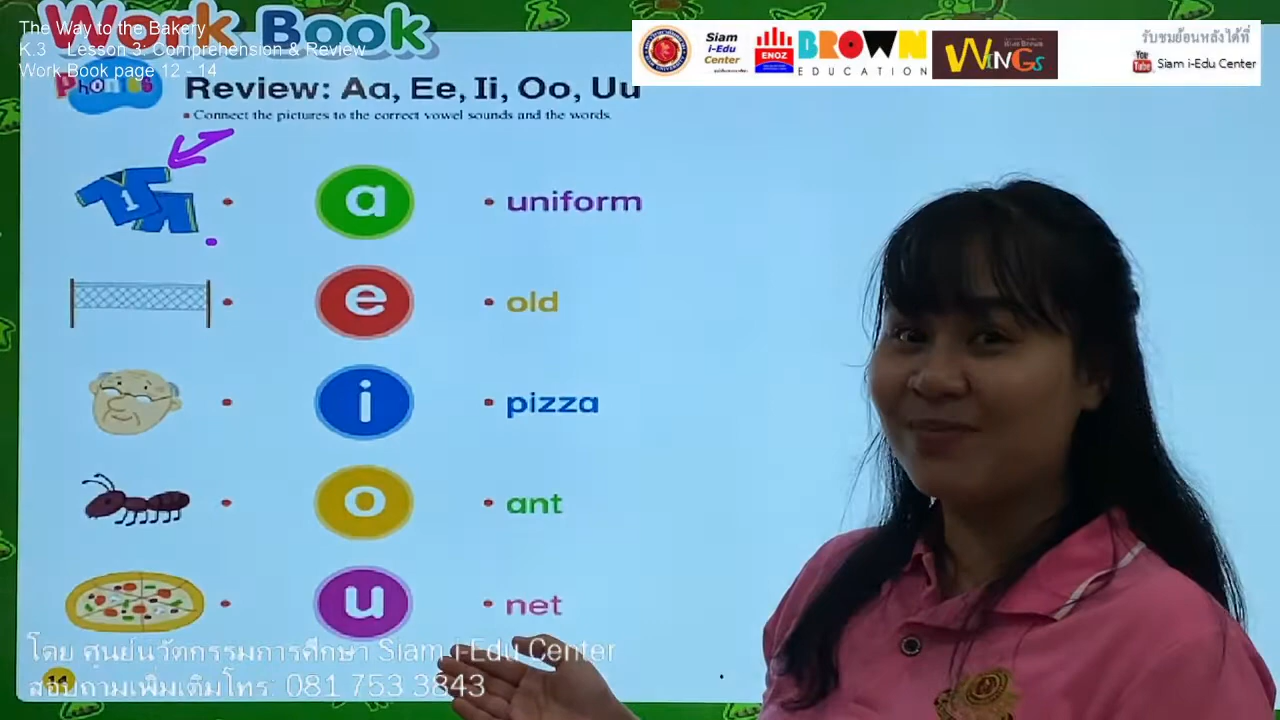 Work Book
The Way to the Bakery
K.3 - Lesson 3: Comprehension & Review
Work Book page 12 - 14
Siam
i-Edu
Center
ENOZ
BROWN
EDUCATION
WINGS
รับชมย้อนหลังได้ที่
You
Tube
Siam i-Edu Center
Phonics
Review: Aa, Ee, Ii, Oo, Uu
Connect the pictures to the correct vowel sounds and the words.
1
a
• uniform
e
• old
i
• pizza
o
• ant
u
• net
โดย ศูนย์นวัตกรรมการศึกษา Siam i-Edu Center
14
สอบถามเพิ่มเติมโทร: 081 753 3843